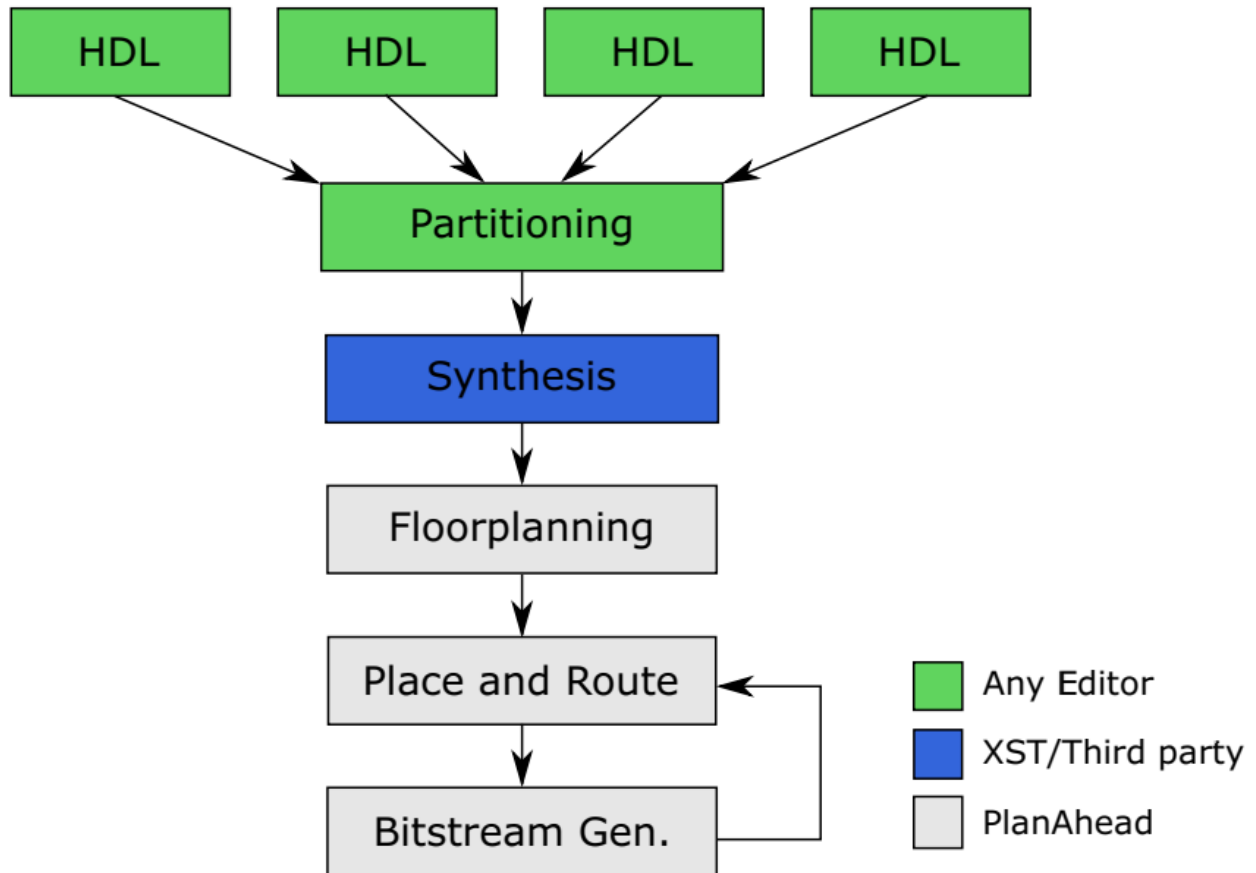 HDL
HDL
HDL
HDL
Partitioning
Synthesis
Floorplanning
Place and Route
Bitstream Gen.
Any Editor
XST/Third party
PlanAhead